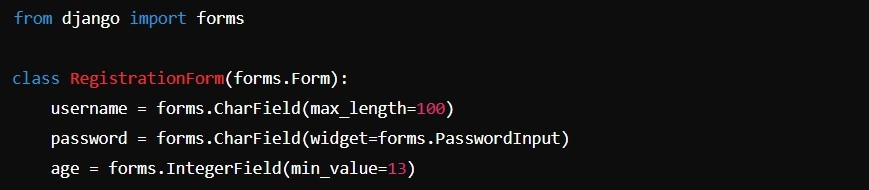 from django import forms
class RegistrationForm(forms.Form):
    username = forms.CharField(max_length=100)
    password = forms.CharField(widget=forms.PasswordInput)
    age = forms.IntegerField(min_value=13)